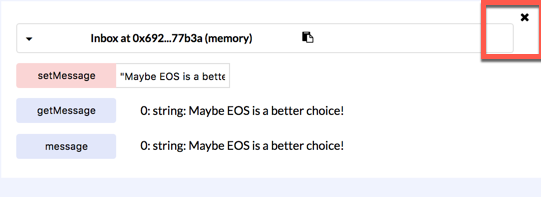 Inbox at 0x692...77b3a (memory)
setMessage "Maybe EOS is a bette
getMessage 0: string: Maybe EOS is a better choice!
message 0: string: Maybe EOS is a better choice!